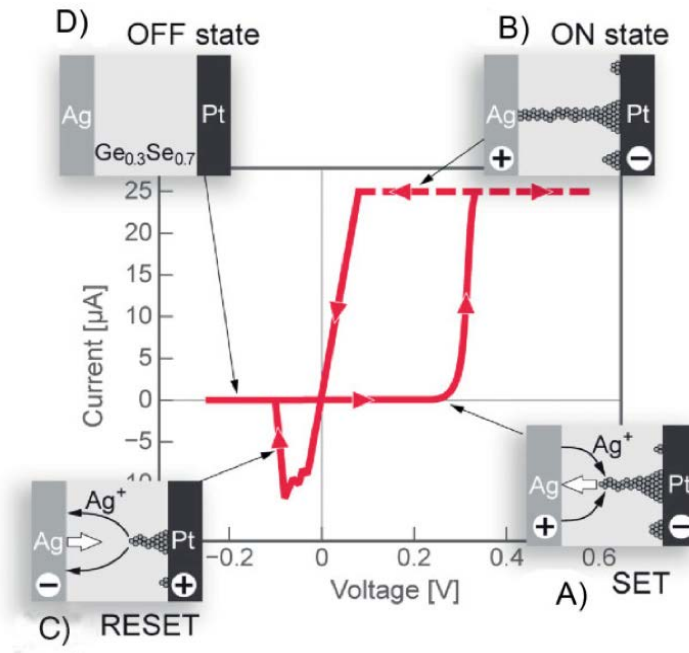 D) OFF state
B) ON state
Ag Pt
Ge0.3Se0.7
Ag Pt
+ −
25
20
15
10
5
0
−5
Current [µA]
−0.2 0 0.2 0.4 0.6
Voltage [V]
Ag+
Ag Pt
− +
C) RESET
Ag+
Ag Pt
+ −
A) SET